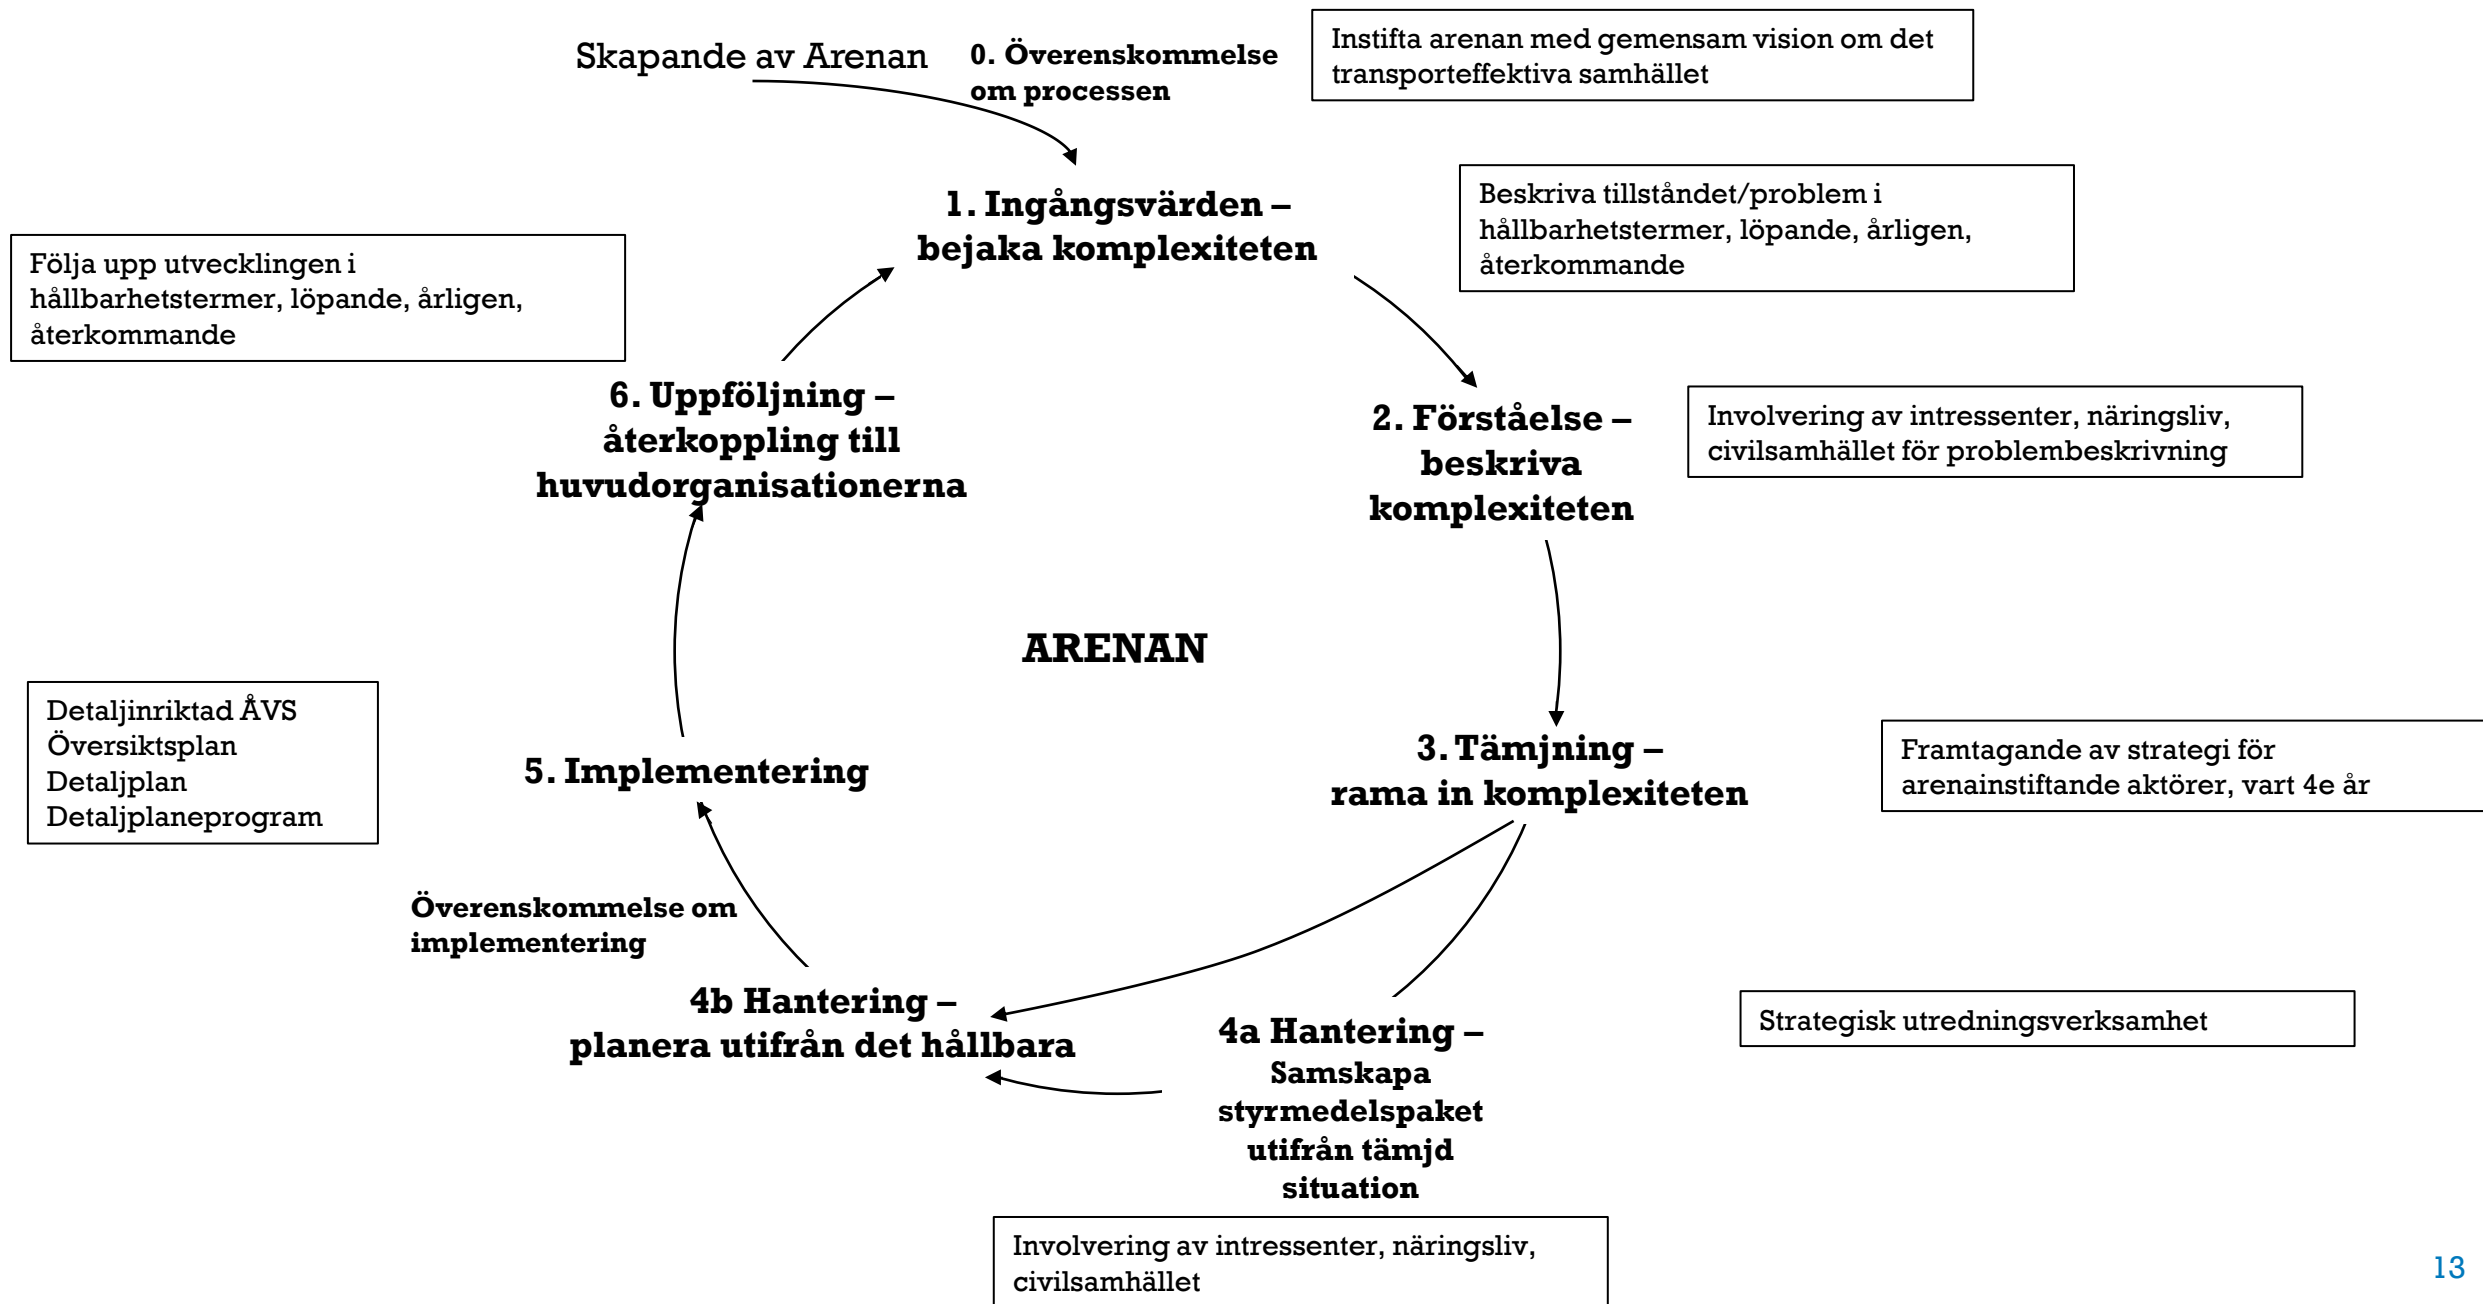 Skapande av Arenan
0. Överenskommelse
om processen
Instifta arenan med gemensam vision om det
transporteffektiva samhället
1. Ingångsvärden –
bejaka komplexiteten
Beskriva tillståndet/problem i
hållbarhetstermer, löpande, årligen,
återkommande
Följa upp utvecklingen i
hållbarhetstermer, löpande, årligen,
återkommande
6. Uppföljning –
återkoppling till
huvudorganisationerna
2. Förståelse –
beskriva
komplexiteten
Involvering av intressenter, näringsliv,
civilsamhället för problembeskrivning
ARENAN
Detaljinriktad ÅVS
Översiktsplan
Detaljplan
Detaljplaneprogram
5. Implementering
3. Tämjning –
rama in komplexiteten
Framtagande av strategi för
arenainstiftande aktörer, vart 4e år
Överenskommelse om
implementering
4b Hantering –
planera utifrån det hållbara
4a Hantering –
Samskapa
styrmedelspaket
utifrån tämjd
situation
Strategisk utredningsverksamhet
Involvering av intressenter, näringsliv,
civilsamhället
13